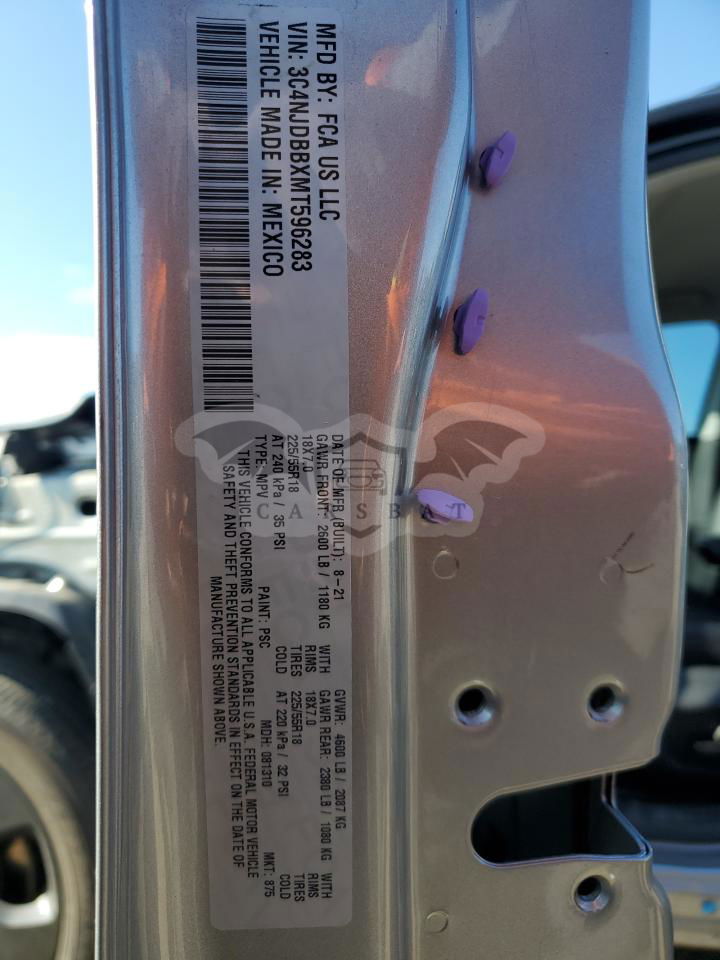 MFD BY: FCA US LLC
VIN: 3C4NJDBBXMT596283
VEHICLE MADE IN: MEXICO
DATE OF MFR (BUILT): 8-21 GVWR: 4600 LB / 2087 KG
GAWR FRONT: 2600 LB / 1180 KG WITH GAWR REAR: 2380 LB / 1080 KG WITH
18X7.0 RIMS 18X7.0 RIMS
225/55R18 TIRES 225/55R18 TIRES
AT 240 kPa / 35 PSI COLD AT 220 kPa / 32 PSI COLD
TYPE: MPV PAINT: PSC MDH: 081310 MKT: 875
THIS VEHICLE CONFORMS TO ALL APPLICABLE U.S.A. FEDERAL MOTOR VEHICLE
SAFETY AND THEFT PREVENTION STANDARDS IN EFFECT ON THE DATE OF
MANUFACTURE SHOWN ABOVE.
CARSBAT